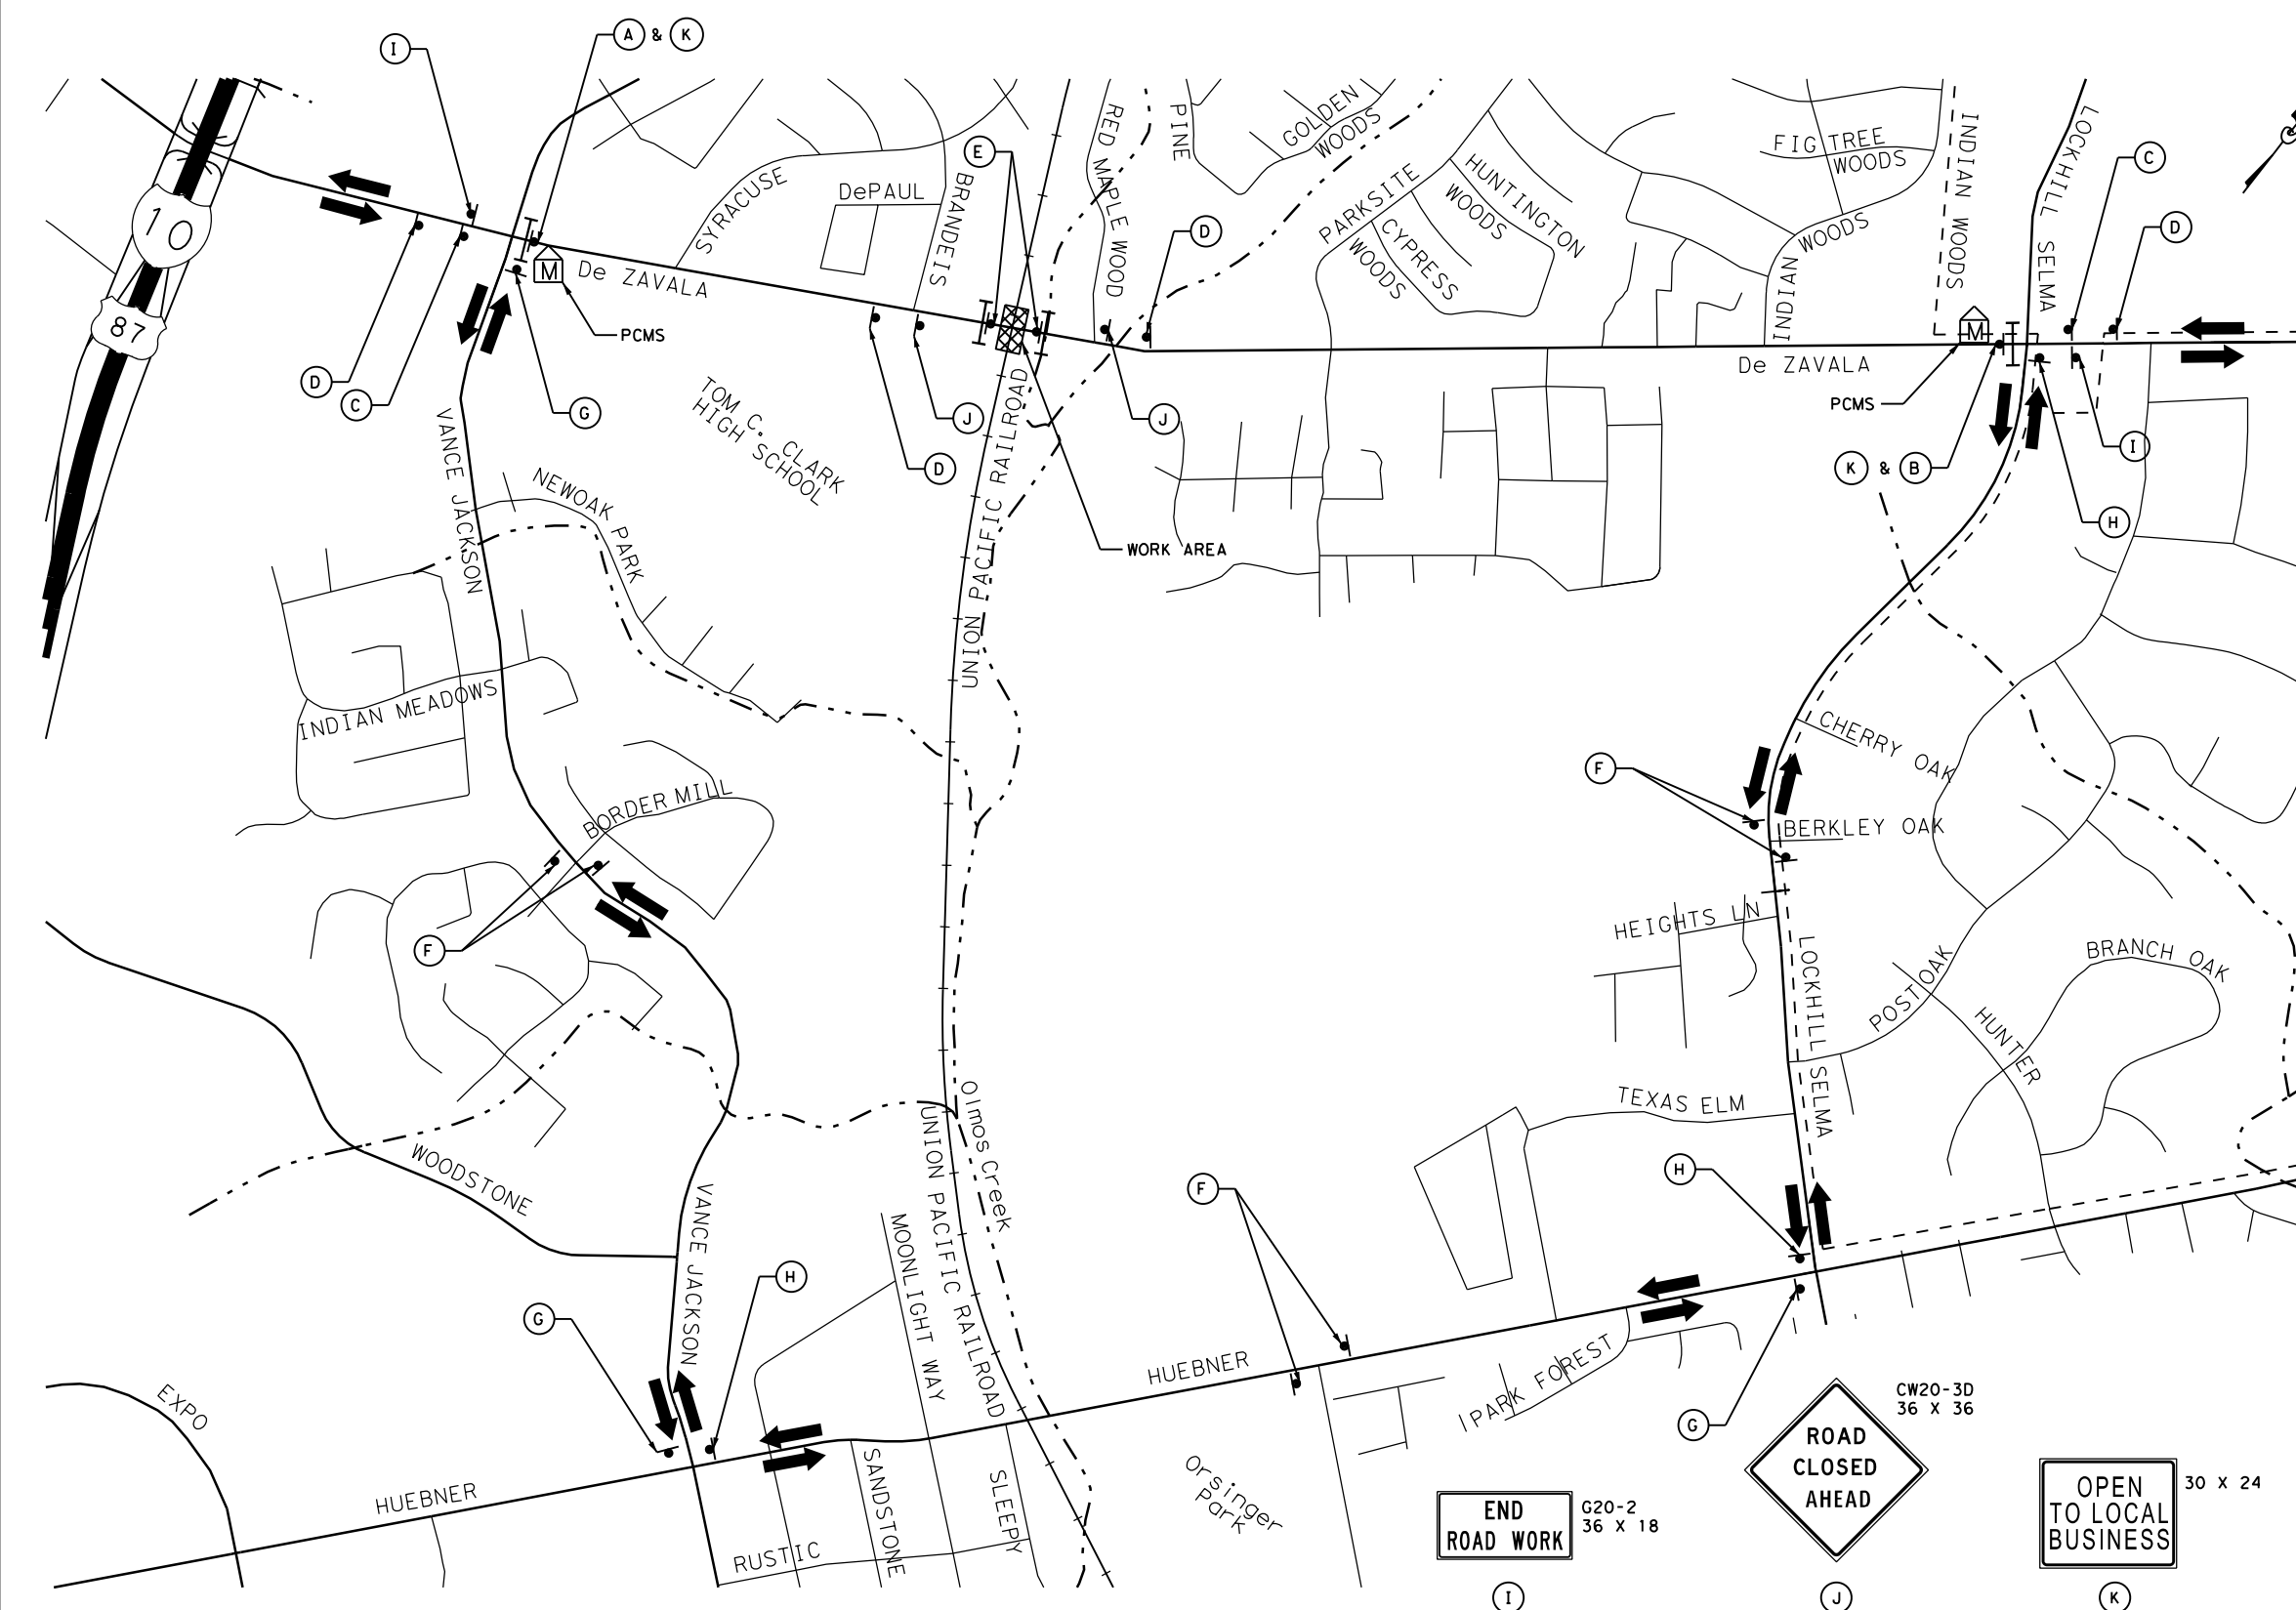 I
A & K
10
87
D
C
G
PCMS
M
De ZAVALA
SYRACUSE
DePAUL
BRANDEIS
E
RED MAPLE WOOD
PINE
GOLDEN
WOODS
D
PARKSITE
WOODS
HUNTINGTON
WOODS
CYPRESS
FIG TREE
WOODS
INDIAN
WOODS
INDIAN WOODS
LOCKHILL
SELMA
C
D
M
De ZAVALA
PCMS
K & B
I
H
TOM C. CLARK
HIGH SCHOOL
J
D
J
WORK AREA
UNION PACIFIC RAILROAD
VANCE JACKSON
NEWOAK PARK
INDIAN MEADOWS
BORDER MILL
F
F
CHERRY OAK
BERKLEY OAK
HEIGHTS LN
LOCKHILL
SELMA
POST OAK
HUNTER
BRANCH OAK
TEXAS ELM
H
F
WOODSTONE
VANCE JACKSON
Olmos Creek
UNION PACIFIC RAILROAD
MOONLIGHT WAY
G
H
EXPO
HUEBNER
HUEBNER
RUSTIC
SANDSTONE
SLEEPY
PARK FOREST
Orsinger
Park
G
END
ROAD WORK
G20-2
36 X 18
I
ROAD
CLOSED
AHEAD
CW20-3D
36 X 36
J
OPEN
TO LOCAL
BUSINESS
30 X 24
K